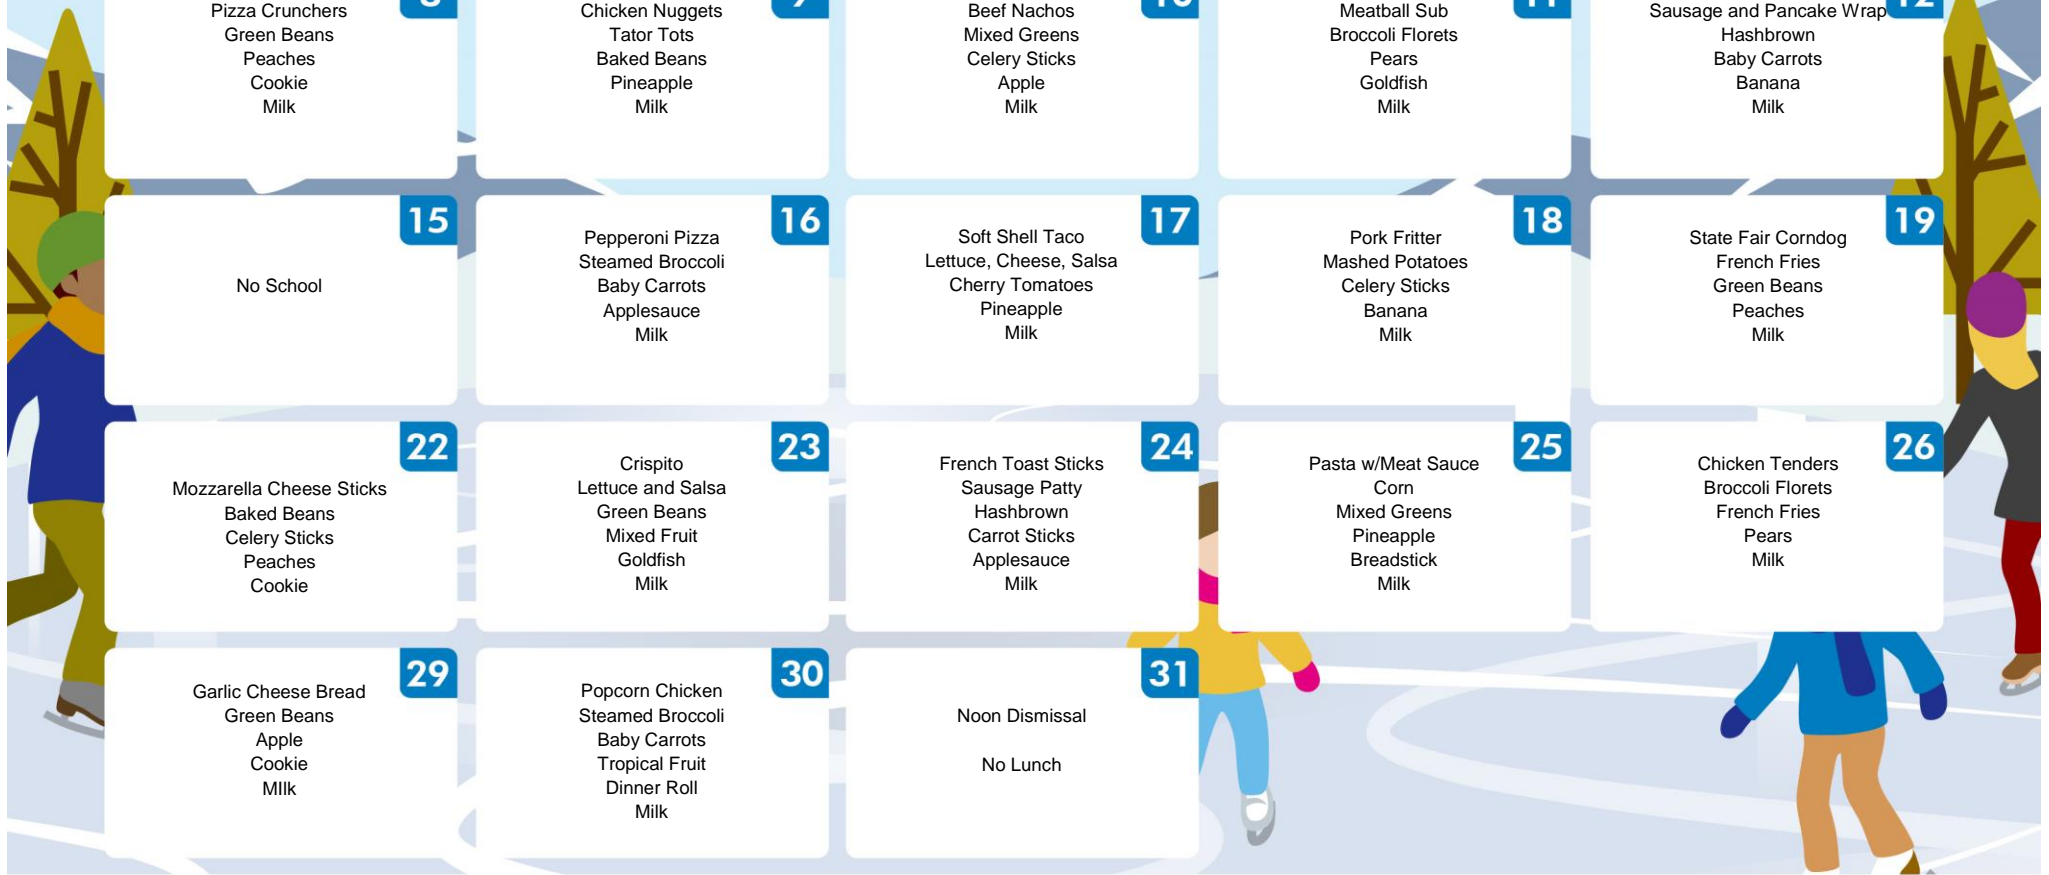 8
Pizza Crunchers
Green Beans
Peaches
Cookie
Milk
9
Chicken Nuggets
Tator Tots
Baked Beans
Pineapple
Milk
10
Beef Nachos
Mixed Greens
Celery Sticks
Apple
Milk
11
Meatball Sub
Broccoli Florets
Pears
Goldfish
Milk
12
Sausage and Pancake Wrap
Hashbrown
Baby Carrots
Banana
Milk
15
No School
16
Pepperoni Pizza
Steamed Broccoli
Baby Carrots
Applesauce
Milk
17
Soft Shell Taco
Lettuce, Cheese, Salsa
Cherry Tomatoes
Pineapple
Milk
18
Pork Fritter
Mashed Potatoes
Celery Sticks
Banana
Milk
19
State Fair Corndog
French Fries
Green Beans
Peaches
Milk
22
Mozzarella Cheese Sticks
Baked Beans
Celery Sticks
Peaches
Cookie
23
Crispito
Lettuce and Salsa
Green Beans
Mixed Fruit
Goldfish
Milk
24
French Toast Sticks
Sausage Patty
Hashbrown
Carrot Sticks
Applesauce
Milk
25
Pasta w/Meat Sauce
Corn
Mixed Greens
Pineapple
Breadstick
Milk
26
Chicken Tenders
Broccoli Florets
French Fries
Pears
Milk
29
Garlic Cheese Bread
Green Beans
Apple
Cookie
MIlk
30
Popcorn Chicken
Steamed Broccoli
Baby Carrots
Tropical Fruit
Dinner Roll
Milk
31
Noon Dismissal
No Lunch